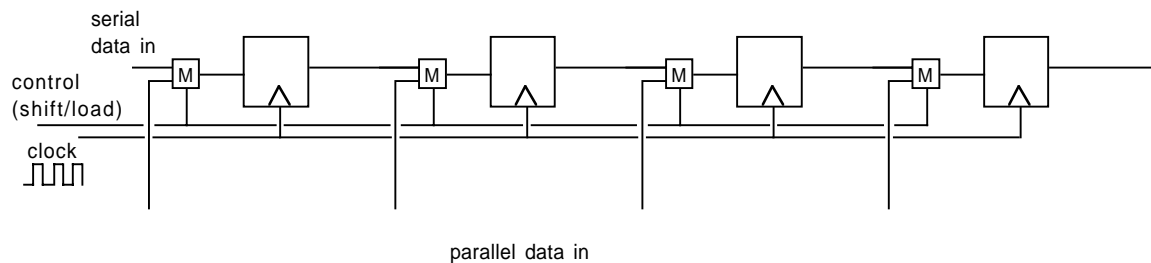 serial
data in
M
M
M
M
control
(shift/load)
clock
parallel data in